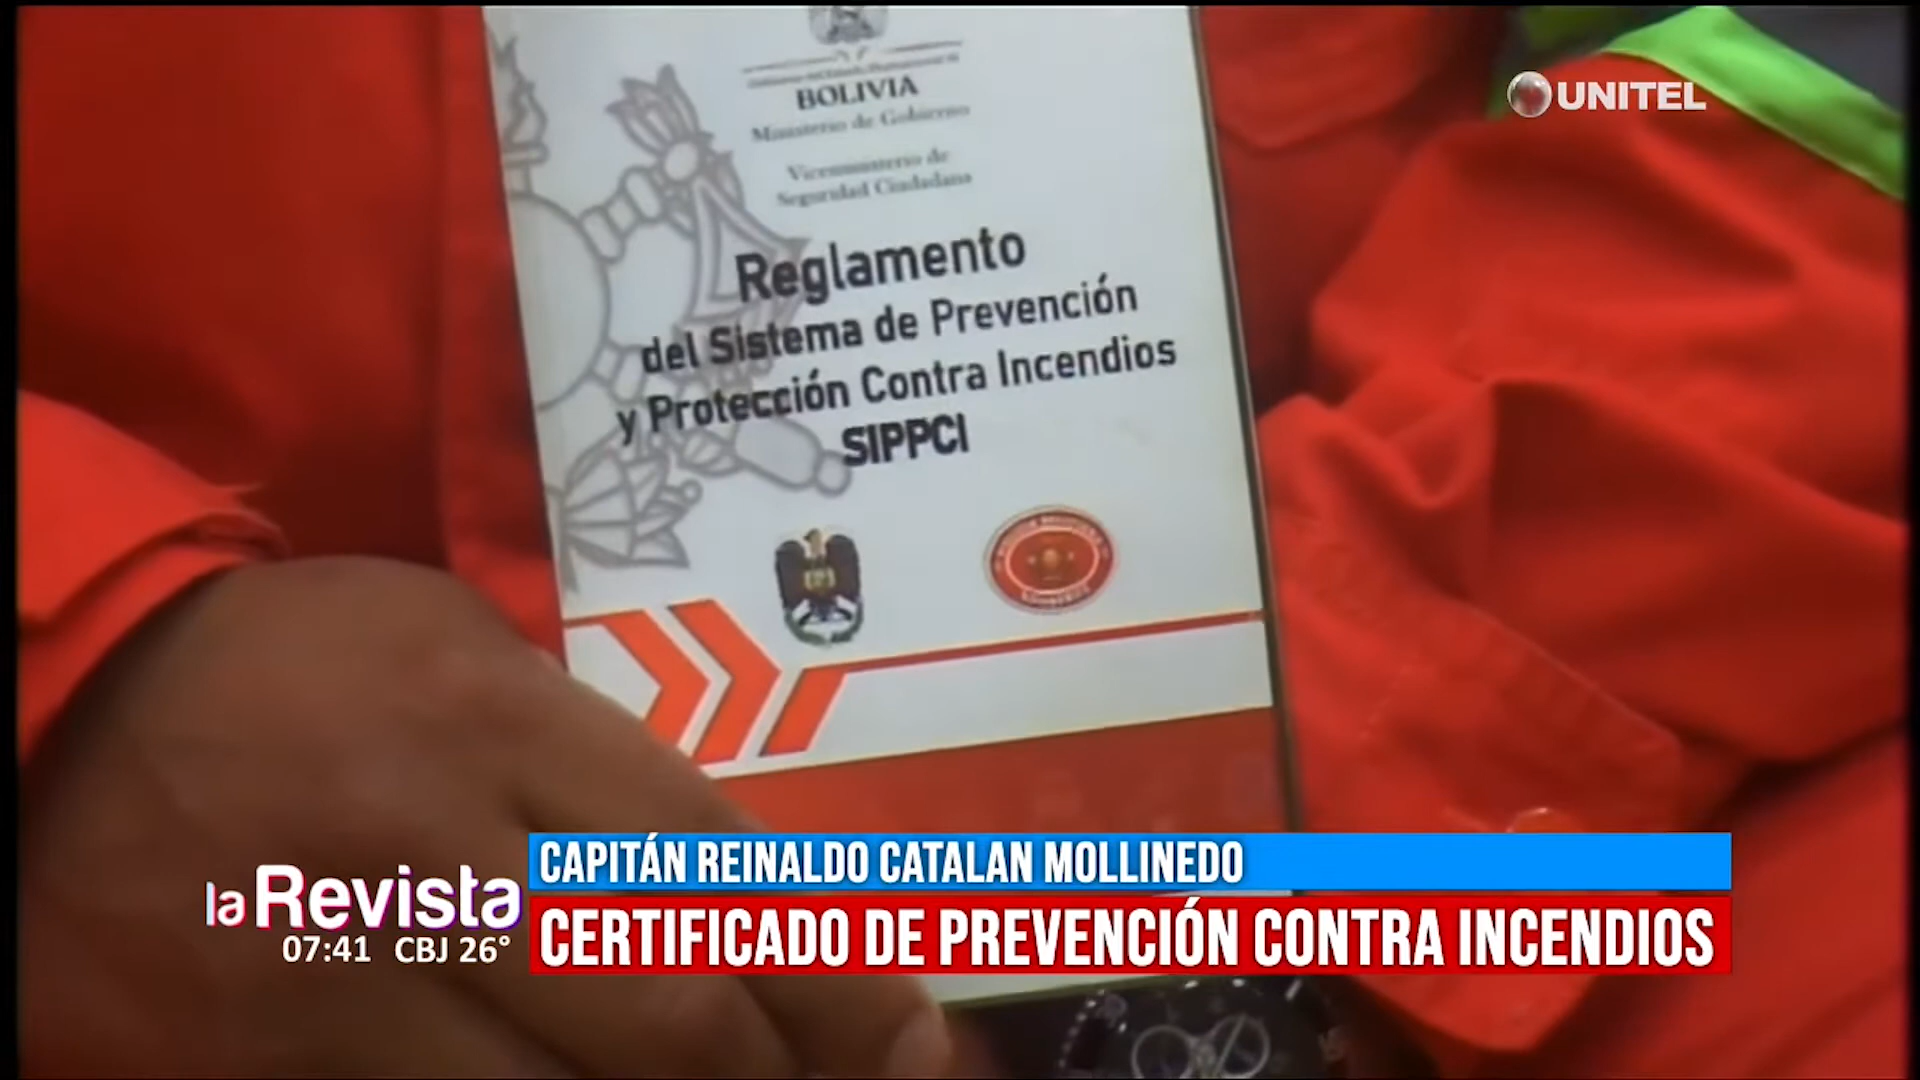 BOLIVIA
Ministerio de Gobierno
Viceministerio de
Seguridad Ciudadana
Reglamento
del Sistema de Prevención
y Protección Contra Incendios
SIPPCI
UNITEL
CAPITÁN REINALDO CATALAN MOLLINEDO
la Revista
07:41 CBJ 26°
CERTIFICADO DE PREVENCIÓN CONTRA INCENDIOS